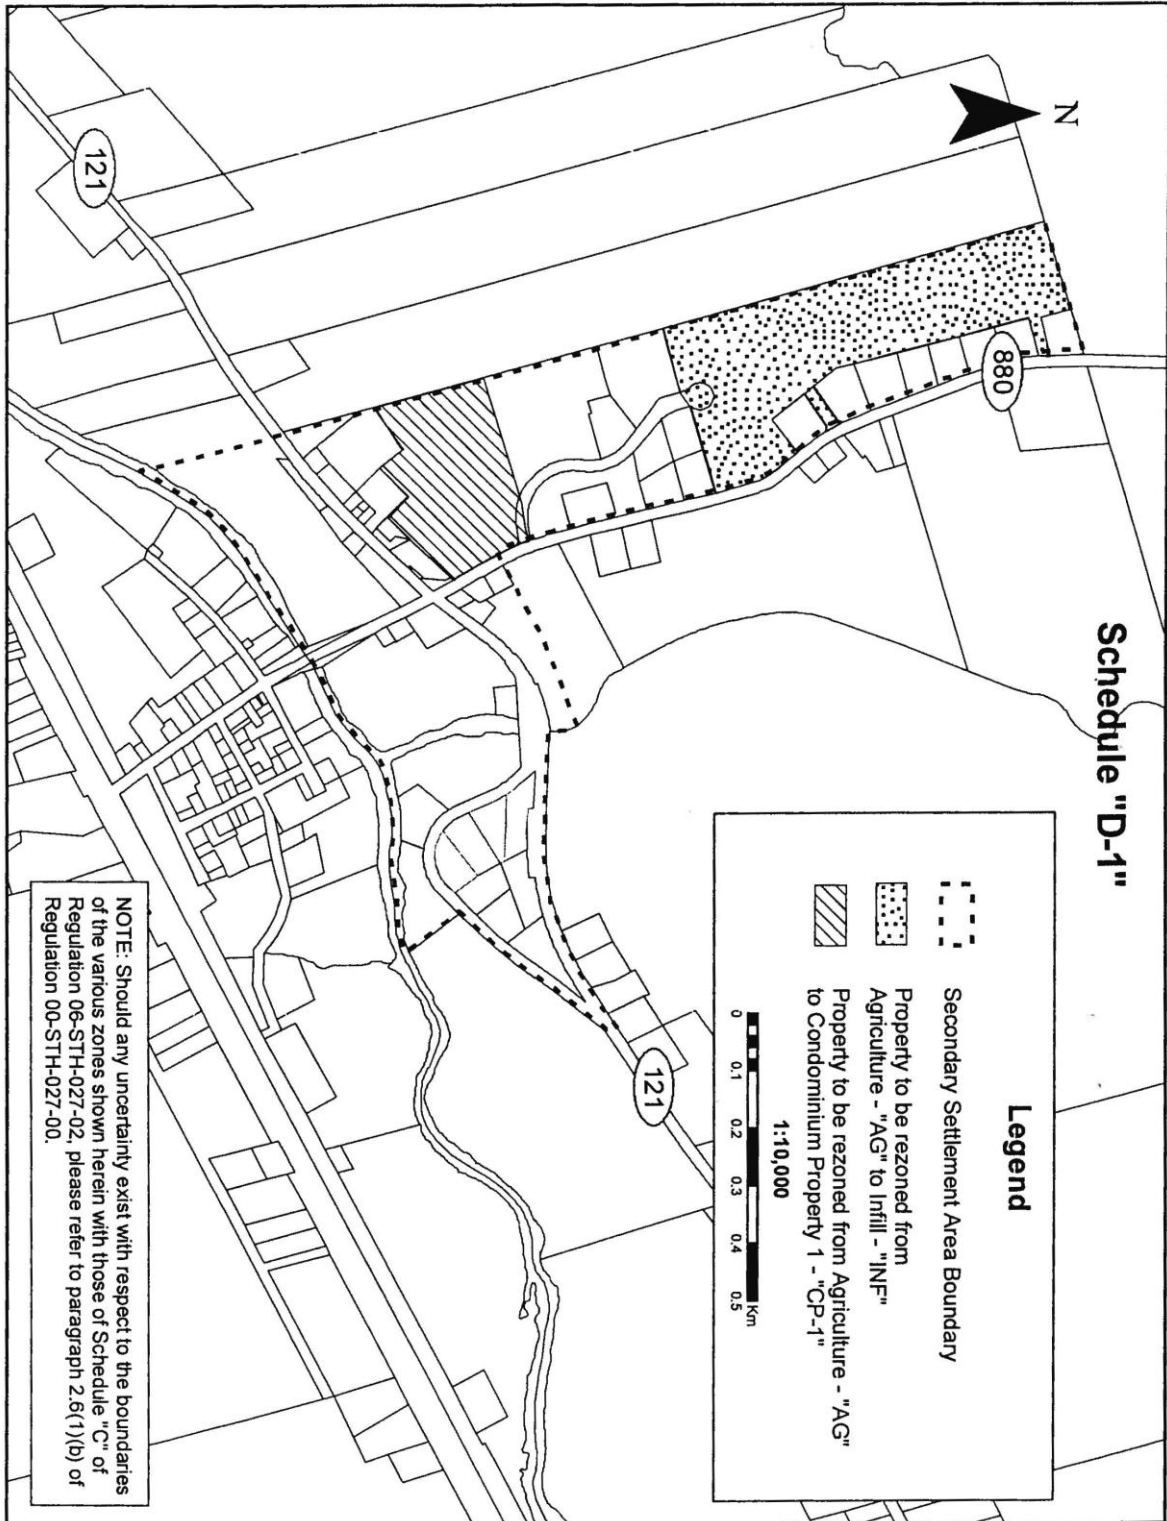 Schedule "D-1"
N
121
880
121
Legend
Secondary Settlement Area Boundary
Property to be rezoned from
Agriculture - "AG" to Infill - "INF"
Property to be rezoned from Agriculture - "AG"
to Condominium Property 1 - "CP-1"
1:10,000
0 0.1 0.2 0.3 0.4 0.5
Km
NOTE: Should any uncertainty exist with respect to the boundaries
of the various zones shown herein with those of Schedule "C" of
Regulation 06-STH-027-02, please refer to paragraph 2.6(1)(b) of
Regulation 00-STH-027-00.